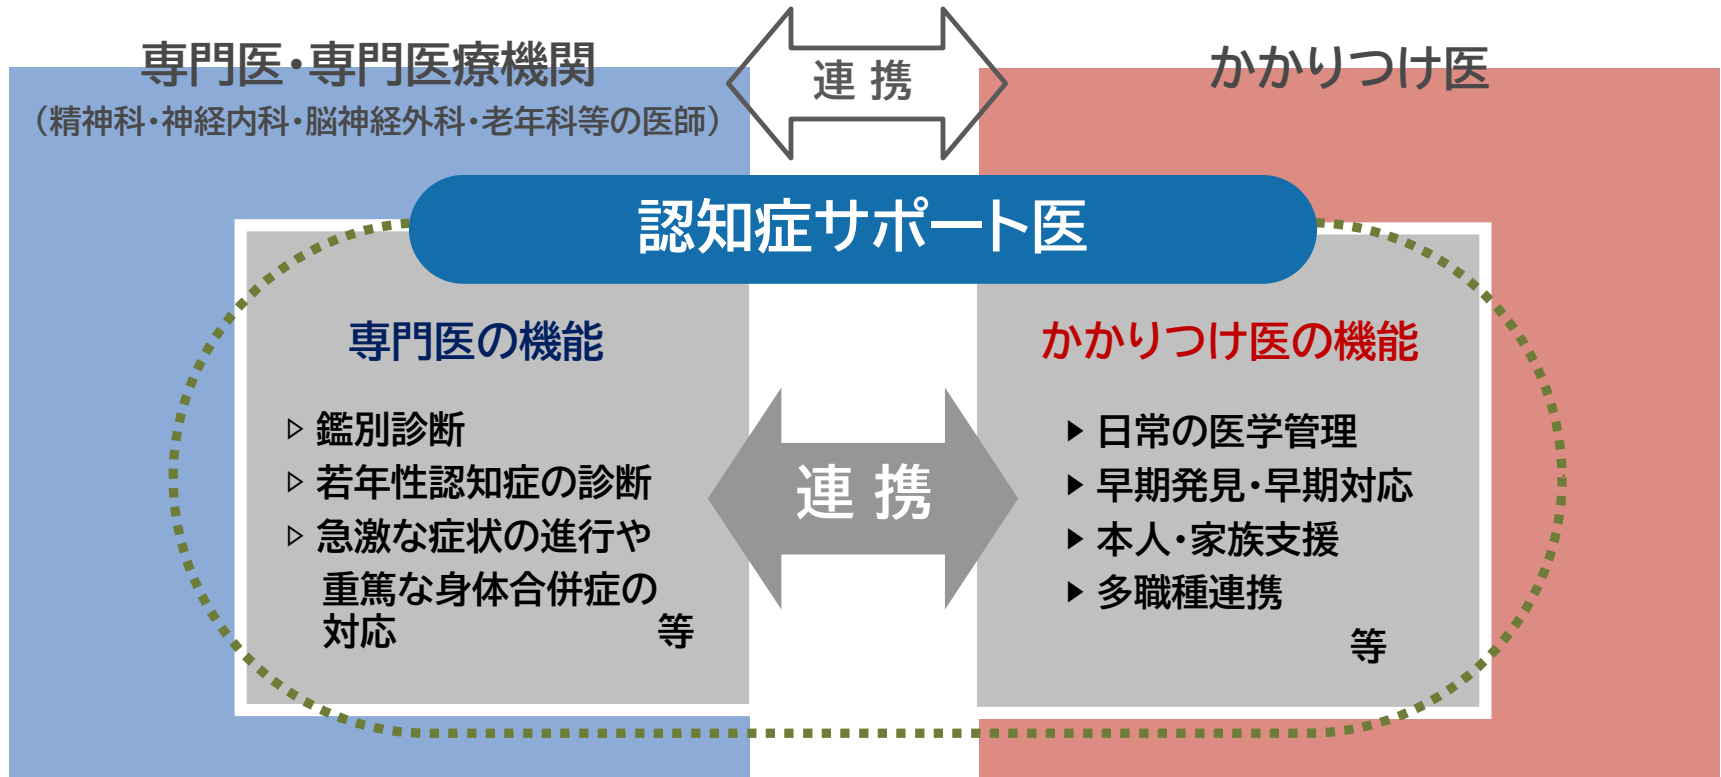 専門医・専門医療機関
（精神科・神経内科・脳神経外科・老年科等の医師）
連 携
かかりつけ医
認知症サポート医
専門医の機能
▷ 鑑別診断
▷ 若年性認知症の診断
▷ 急激な症状の進行や
重篤な身体合併症の
対応 等
連 携
かかりつけ医の機能
▶ 日常の医学管理
▶ 早期発見・早期対応
▶ 本人・家族支援
▶ 多職種連携
等